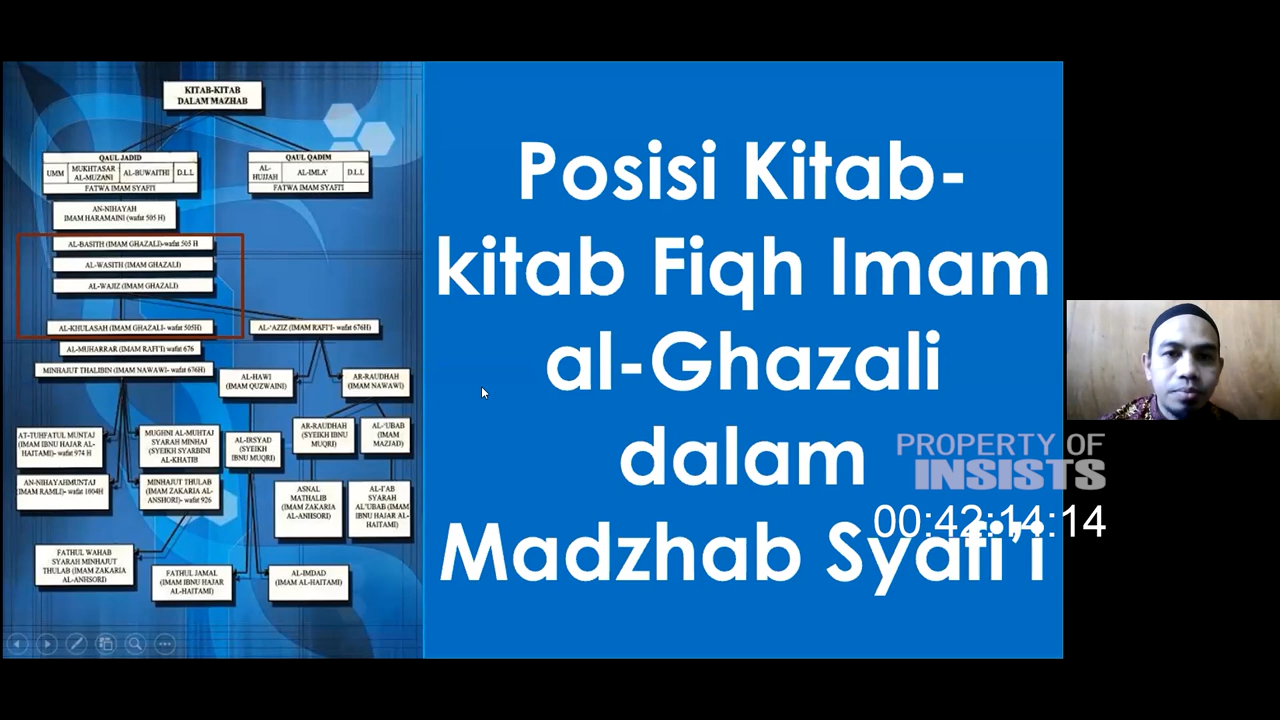 KITAB-KITAB
DALAM MAZHAB
QAUL JADID
UMM
MUKHTASAR
AL-MUZANI
AL-BUWAITHI
D.L.L
FATWA IMAM SYAFI'I
QAUL QADIM
AL-
HUJJAH
AL-IMLA'
D.L.L
FATWA IMAM SYAFI'I
AN-NIHAYAH
IMAM HARAMAINI (wafat 505 H)
AL-BASITH (IMAM GHAZALI)-wafat 505 H
AL-WASITH (IMAM GHAZALI)
AL-WAJIZ (IMAM GHAZALI)
AL-KHULASAH (IMAM GHAZALI- wafat 505H)
AL-'AZIZ (IMAM RAFI'I- wafat 676H)
AL-MUHARRAR (IMAM RAFI'I) wafat 676
MINHAJUT THALIBIN (IMAM NAWAWI- wafat 676H)
AL-HAWI
(IMAM QUZWAINI)
AR-RAUDHAH
(IMAM NAWAWI)
AT-TUHFATUL MUNTAJ
(IMAM IBNU HAJAR AL-
HAITAMI)- wafat 974 H
MUGHNI AL-MUHTAJ
SYARAH MINHAJ
(SYEIKH SYARBINI
AL-KHATIB
AL-IRSYAD
(SYEIKH
IBNU MUQRI)
AR-RAUDHAH
(SYEIKH IBNU
MUQRI)
AL-'UBAB
(IMAM
MAZJAD)
AN-NIHAYAHMUNTAJ
(IMAM RAMLI)- wafat 1004H
MINHAJUT THULAB
(IMAM ZAKARIA AL-
ANSHORI)- wafat 926
ASNAL
MATHALIB
(IMAM ZAKARIA
AL-ANHSORI)
AL-I'AB
SYARAH
AL'UBAB (IMAM
IBNU HAJAR AL-
HAITAMI)
FATHUL WAHAB
SYARAH MINHAJUT
THULAB (IMAM ZAKARIA
AL-ANHSORI)
FATHUL JAMAL
(IMAM IBNU HAJAR
AL-HAITAMI)
AL-IMDAD
(IMAM AL-HAITAMI)
Posisi Kitab-
kitab Fiqh Imam
al-Ghazali
dalam
Madzhab Syafi'i
PROPERTY OF
INSISTS
00:42:14:14